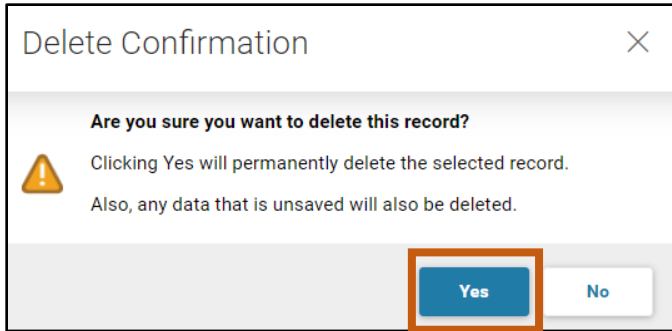 Delete Confirmation
Are you sure you want to delete this record?
Clicking Yes will permanently delete the selected record.
Also, any data that is unsaved will also be deleted.
Yes
No